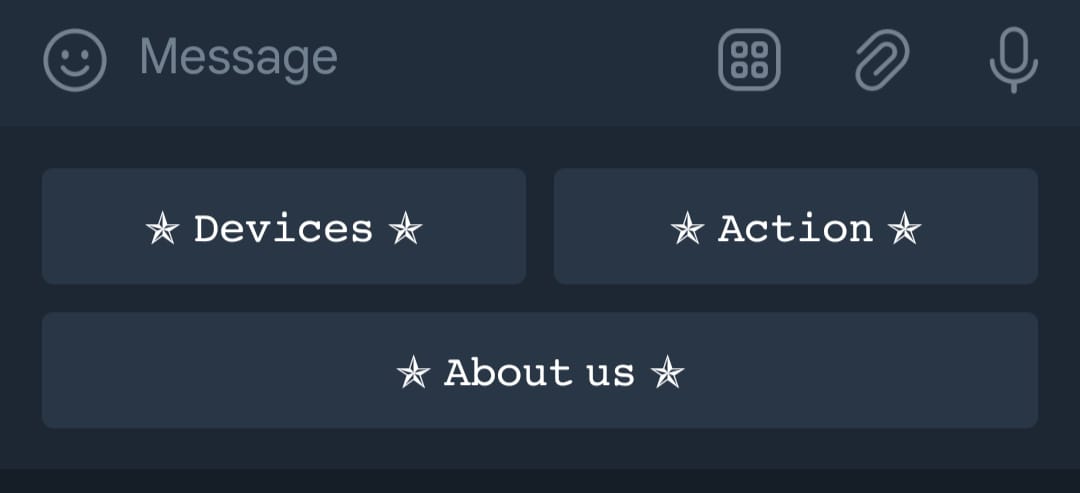 Message
✯ Devices ✯
✯ Action ✯
✯ About us ✯